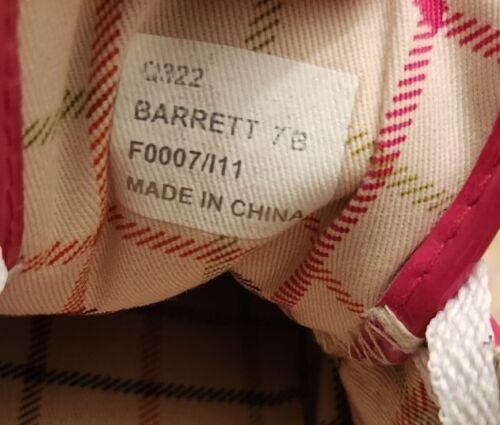 Q322
BARRETT 7B
F0007/I11
MADE IN CHINA